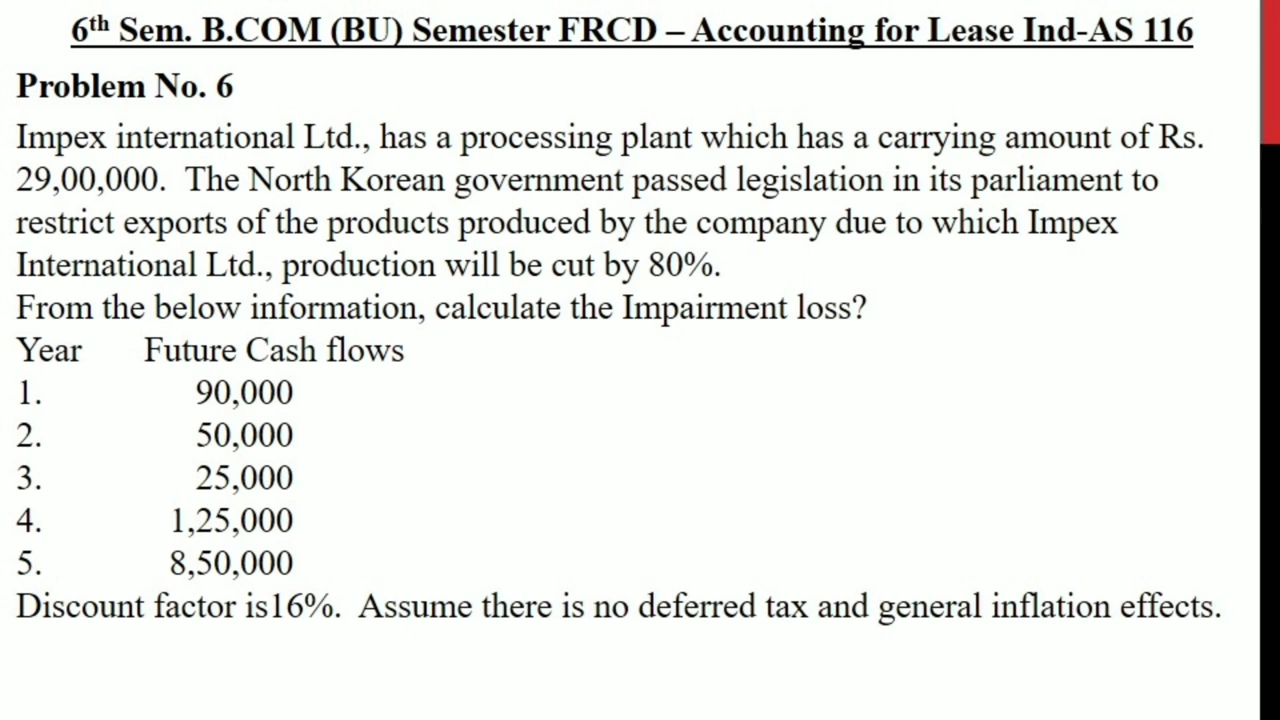 6th Sem. B.COM (BU) Semester FRCD – Accounting for Lease Ind-AS 116
Problem No. 6
Impex international Ltd., has a processing plant which has a carrying amount of Rs.
29,00,000. The North Korean government passed legislation in its parliament to
restrict exports of the products produced by the company due to which Impex
International Ltd., production will be cut by 80%.
From the below information, calculate the Impairment loss?
Year Future Cash flows
1. 90,000
2. 50,000
3. 25,000
4. 1,25,000
5. 8,50,000
Discount factor is16%. Assume there is no deferred tax and general inflation effects.